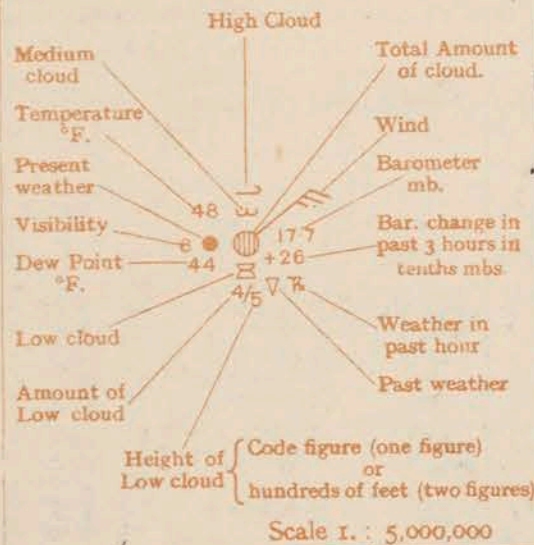 High Cloud
Medium
cloud
Total Amount
of cloud.
Temperature
°F.
Wind
Present
weather
Barometer
mb.
48
Visibility
6
177
Bar. change in
past 3 hours in
tenths mbs.
Dew Point
°F.
44
+26
4/5
Low cloud
Weather in
past hour
Amount of
Low cloud
Past weather
Height of
Low cloud
Code figure (one figure)
or
hundreds of feet (two figures)
Scale 1. : 5,000,000